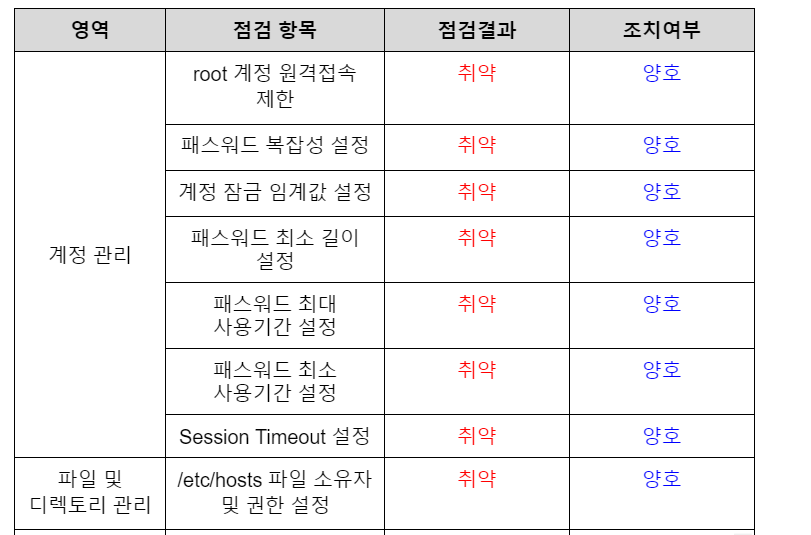 영역 점검 항목 점검결과 조치여부
root 계정 원격접속 취약 양호
제한
패스워드 복잡성 설정 취약 양호
계정 잠금 임계값 설정 취약 양호
계정 관리
패스워드 최소 길이 취약 양호
설정
패스워드 최대 취약 양호
사용기간 설정
패스워드 최소 취약 양호
사용기간 설정
Session Timeout 설정 취약 양호
파일 및 /etc/hosts 파일 소유자 취약 양호
디렉토리 관리 및 권한 설정